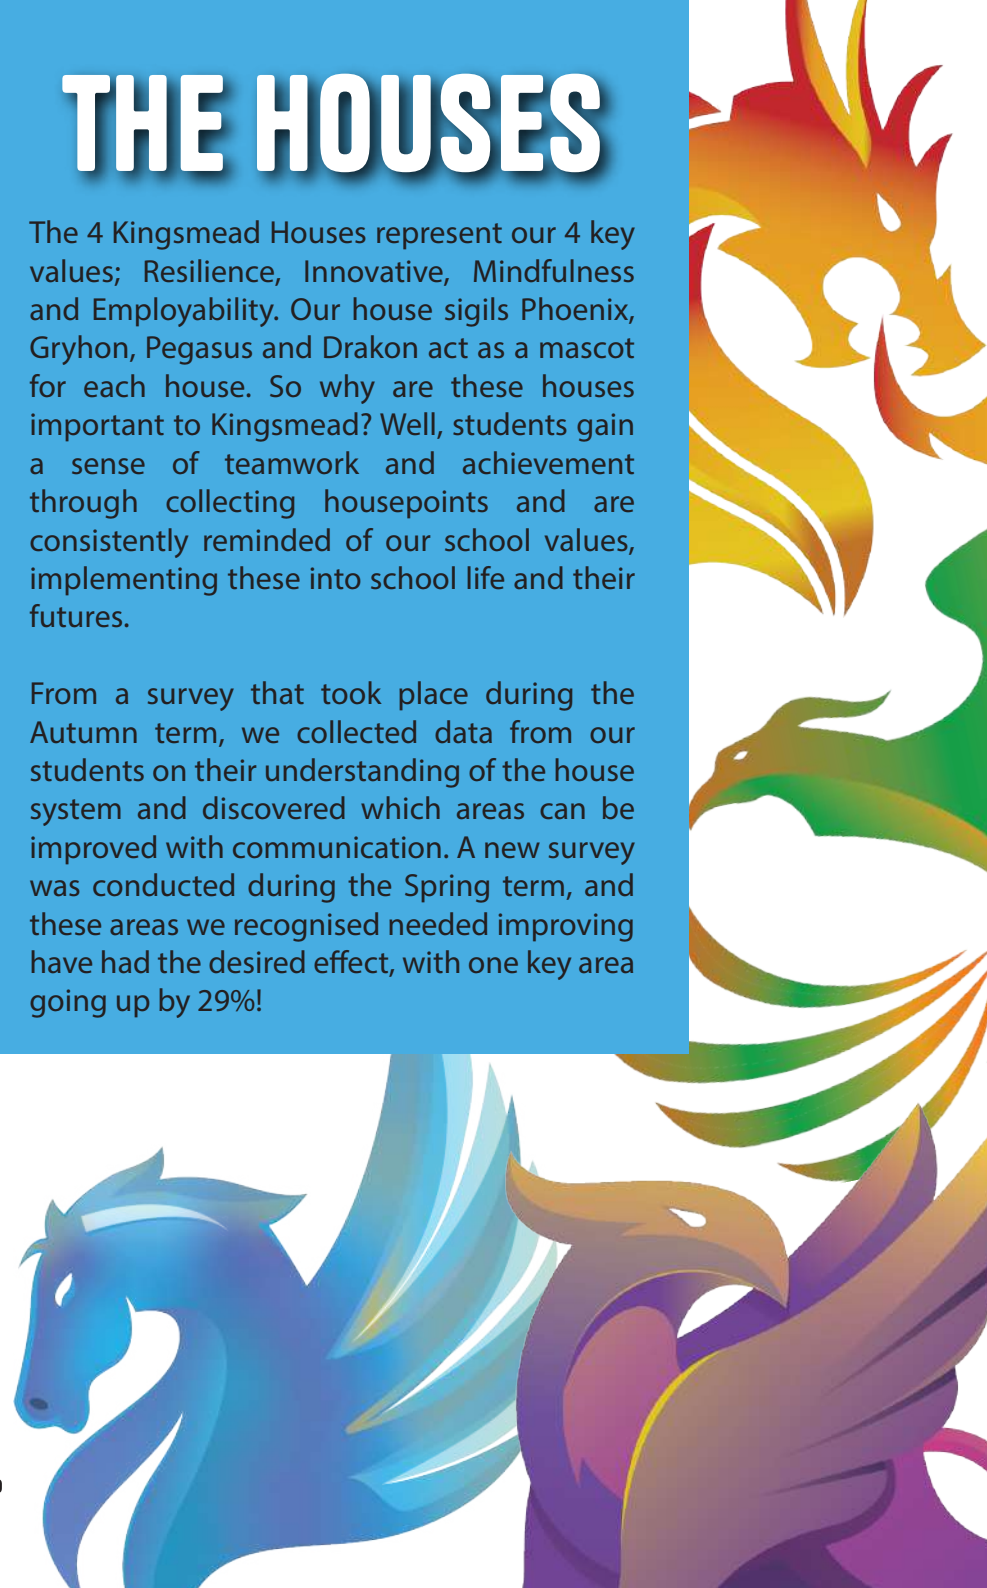 THE HOUSES
The 4 Kingsmead Houses represent our 4 key
values; Resilience, Innovative, Mindfulness
and Employability. Our house sigils Phoenix,
Gryhon, Pegasus and Drakon act as a mascot
for each house. So why are these houses
important to Kingsmead? Well, students gain
a sense of teamwork and achievement
through collecting housepoints and are
consistently reminded of our school values,
implementing these into school life and their
futures.
From a survey that took place during the
Autumn term, we collected data from our
students on their understanding of the house
system and discovered which areas can be
improved with communication. A new survey
was conducted during the Spring term, and
these areas we recognised needed improving
have had the desired effect, with one key area
going up by 29%!